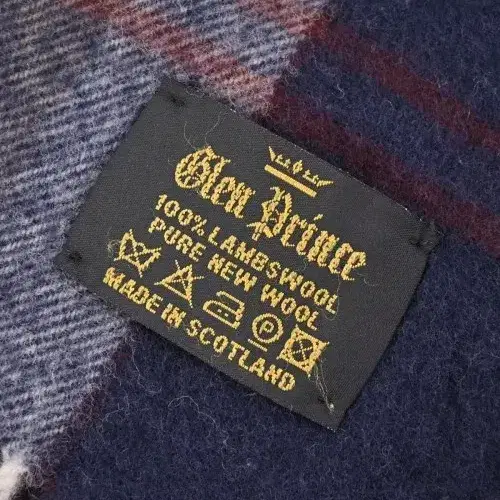 Glen Prince
100% LAMBSWOOL
PURE NEW WOOL
P
MADE IN SCOTLAND